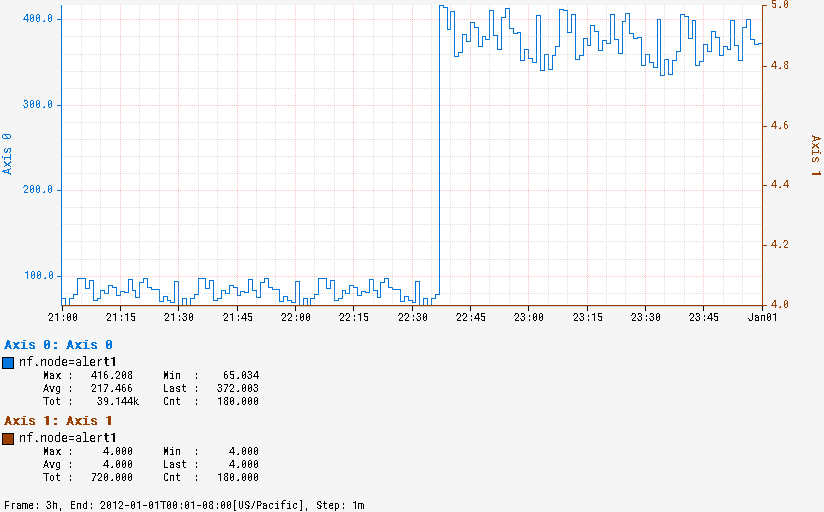 400.0
300.0
200.0
100.0
Axis 0
5.0
4.8
4.6
4.4
4.2
4.0
Axis 1
21:00 21:15 21:30 21:45 22:00 22:15 22:30 22:45 23:00 23:15 23:30 23:45 Jan01
Axis 0: Axis 0
nf.node=alert1
Max : 416.208 Min : 65.034
Avg : 217.466 Last : 372.003
Tot : 39.144k Cnt : 180.000
Axis 1: Axis 1
nf.node=alert1
Max : 4.000 Min : 4.000
Avg : 4.000 Last : 4.000
Tot : 720.000 Cnt : 180.000
Frame: 3h, End: 2012-01-01T00:01-08:00[US/Pacific], Step: 1m